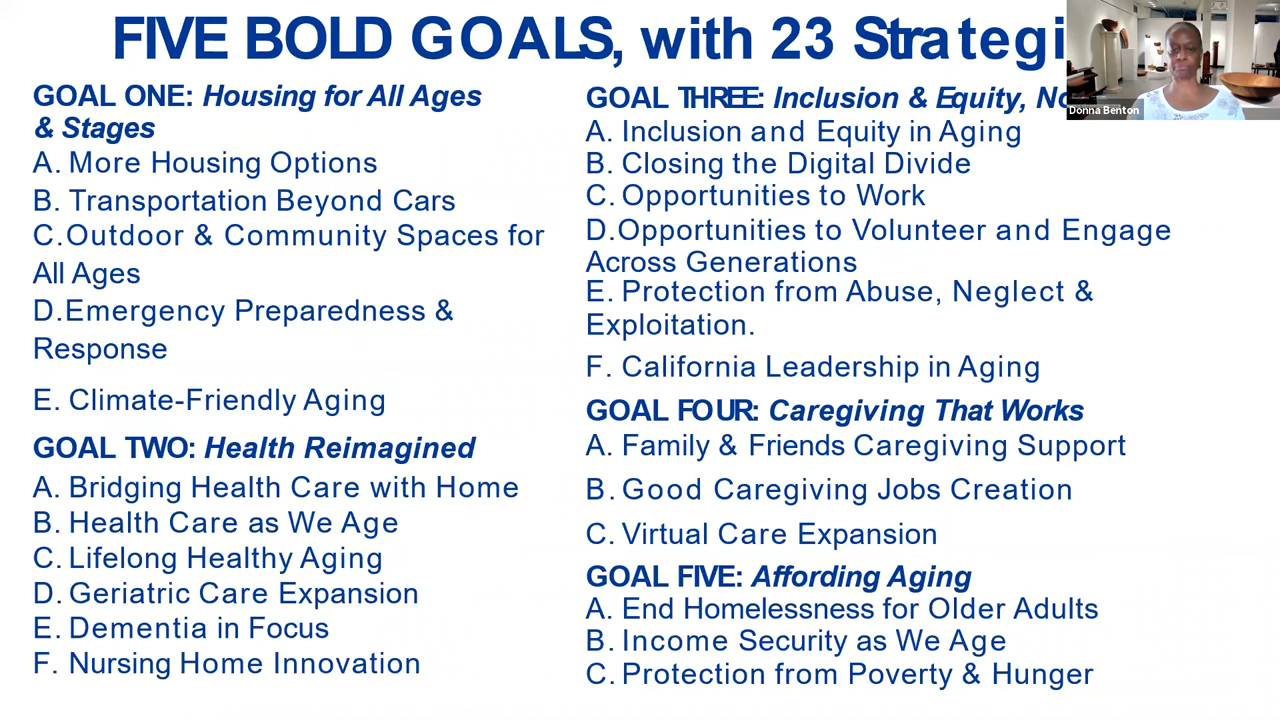 FIVE BOLD GOALS, with 23 Strategi
Donna Benton
GOAL ONE: Housing for All Ages
& Stages
A. More Housing Options
B. Transportation Beyond Cars
C.Outdoor & Community Spaces for
All Ages
D.Emergency Preparedness &
Response
E. Climate-Friendly Aging
GOAL TWO: Health Reimagined
A. Bridging Health Care with Home
B. Health Care as We Age
C. Lifelong Healthy Aging
D. Geriatric Care Expansion
E. Dementia in Focus
F. Nursing Home Innovation
GOAL THREE: Inclusion & Equity, No
A. Inclusion and Equity in Aging
B. Closing the Digital Divide
C. Opportunities to Work
D.Opportunities to Volunteer and Engage
Across Generations
E. Protection from Abuse, Neglect &
Exploitation.
F. California Leadership in Aging
GOAL FOUR: Caregiving That Works
A. Family & Friends Caregiving Support
B. Good Caregiving Jobs Creation
C. Virtual Care Expansion
GOAL FIVE: Affording Aging
A. End Homelessness for Older Adults
B. Income Security as We Age
C. Protection from Poverty & Hunger